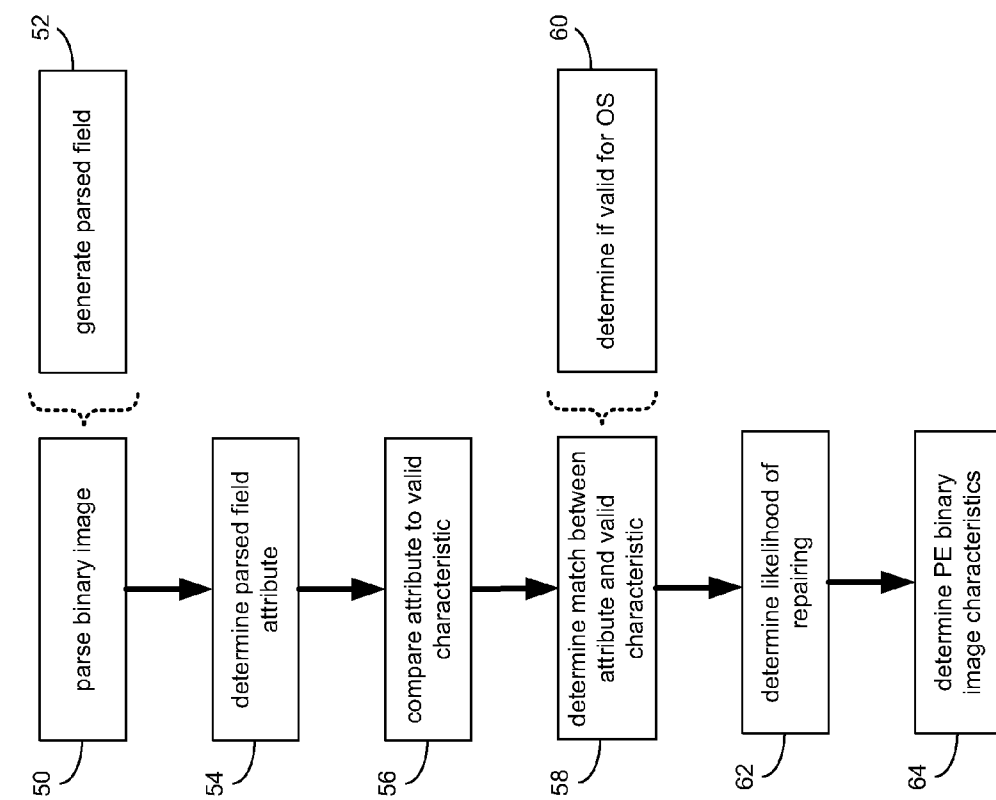 50
parse binary image
52
generate parsed field
54
determine parsed field
attribute
56
compare attribute to valid
characteristic
58
determine match between
attribute and valid
characteristic
60
determine if valid for OS
62
determine likelihood of
repairing
64
determine PE binary
image characteristics